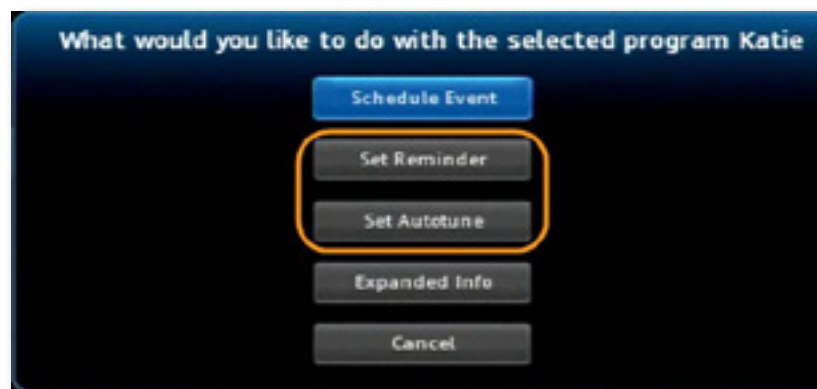 What would you like to do with the selected program Katie
Schedule Event
Set Reminder
Set Autotune
Expanded Info
Cancel